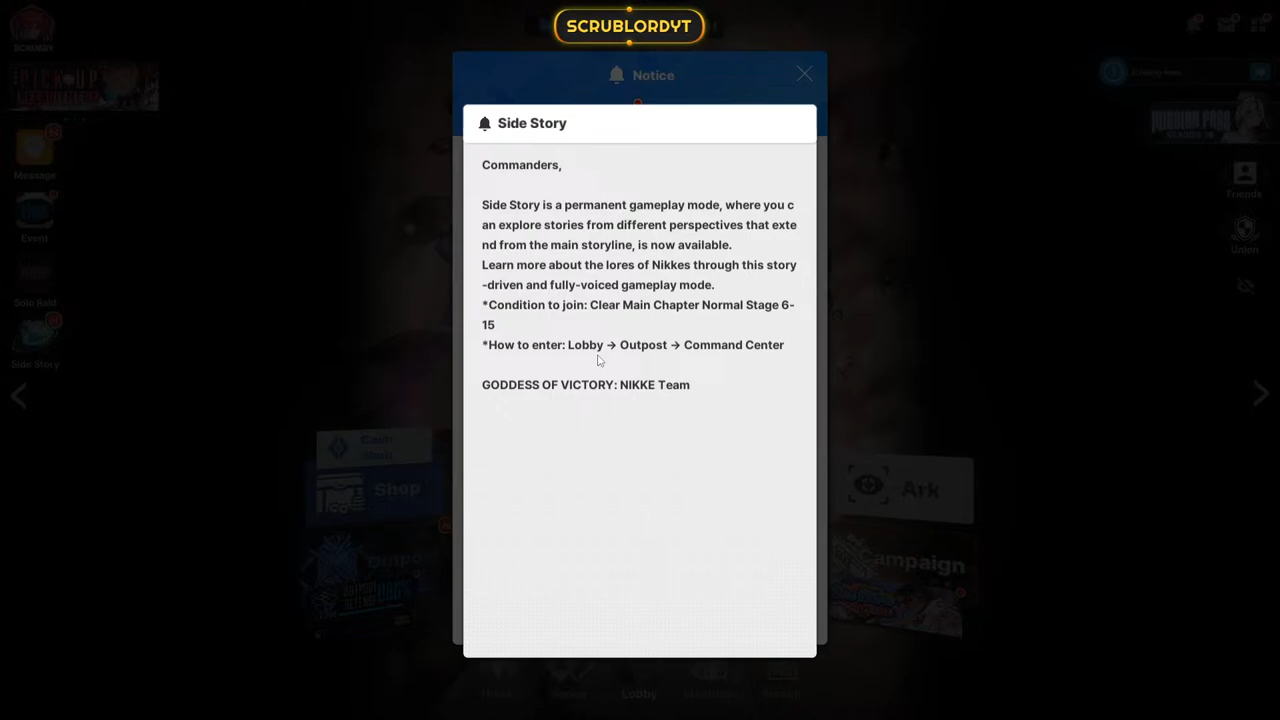 SCRUBLORDYT
Notice
Side Story
Commanders,
Side Story is a permanent gameplay mode, where you c
an explore stories from different perspectives that exte
nd from the main storyline, is now available.
Learn more about the lores of Nikkes through this story
-driven and fully-voiced gameplay mode.
*Condition to join: Clear Main Chapter Normal Stage 6-
15
*How to enter: Lobby → Outpost → Command Center
GODDESS OF VICTORY: NIKKE Team
Message
Event
Solo Raid
Side Story
Friends
Union
Cash
Shop
Ark
Campaign
Lobby